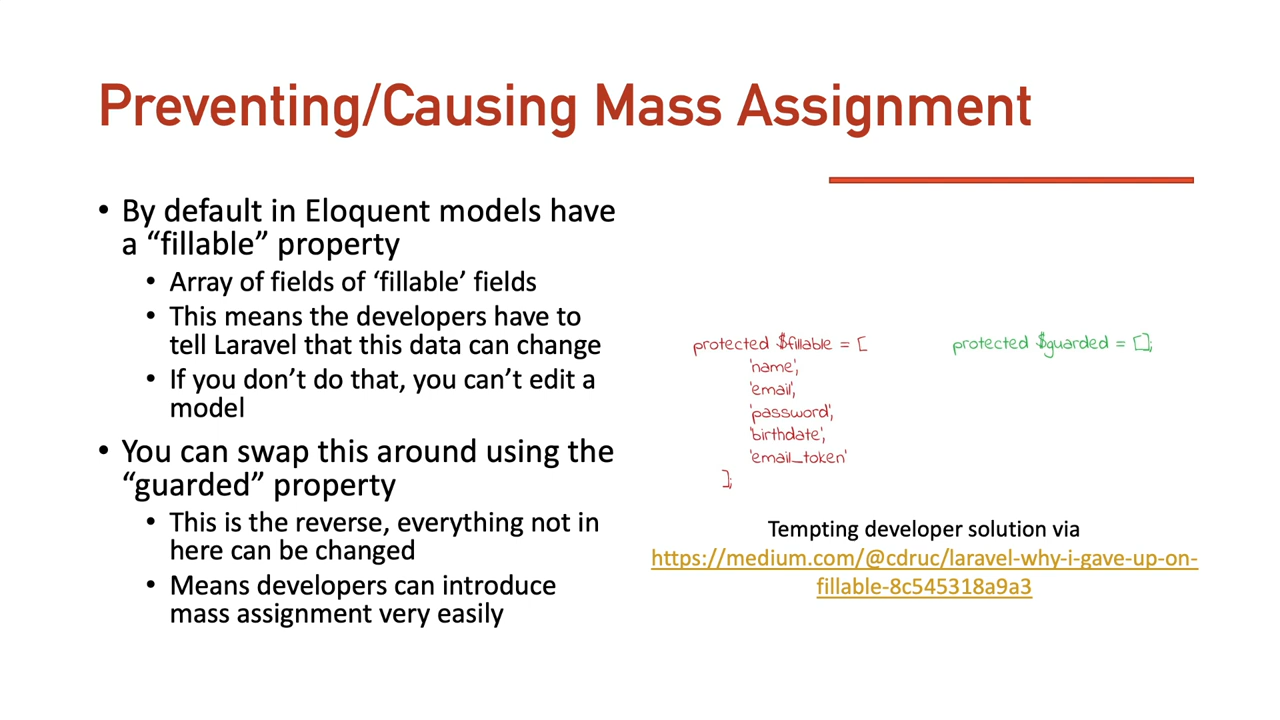 Preventing/Causing Mass Assignment
• By default in Eloquent models have
a “fillable” property
• Array of fields of ‘fillable’ fields
• This means the developers have to
tell Laravel that this data can change
• If you don’t do that, you can’t edit a
model
• You can swap this around using the
“guarded” property
• This is the reverse, everything not in
here can be changed
• Means developers can introduce
mass assignment very easily
protected $fillable = [
'name',
'email',
'password',
'birthdate',
'email_token'
];
protected $guarded = [];
Tempting developer solution via
https://medium.com/@cdruc/laravel-why-i-gave-up-on-
fillable-8c545318a9a3